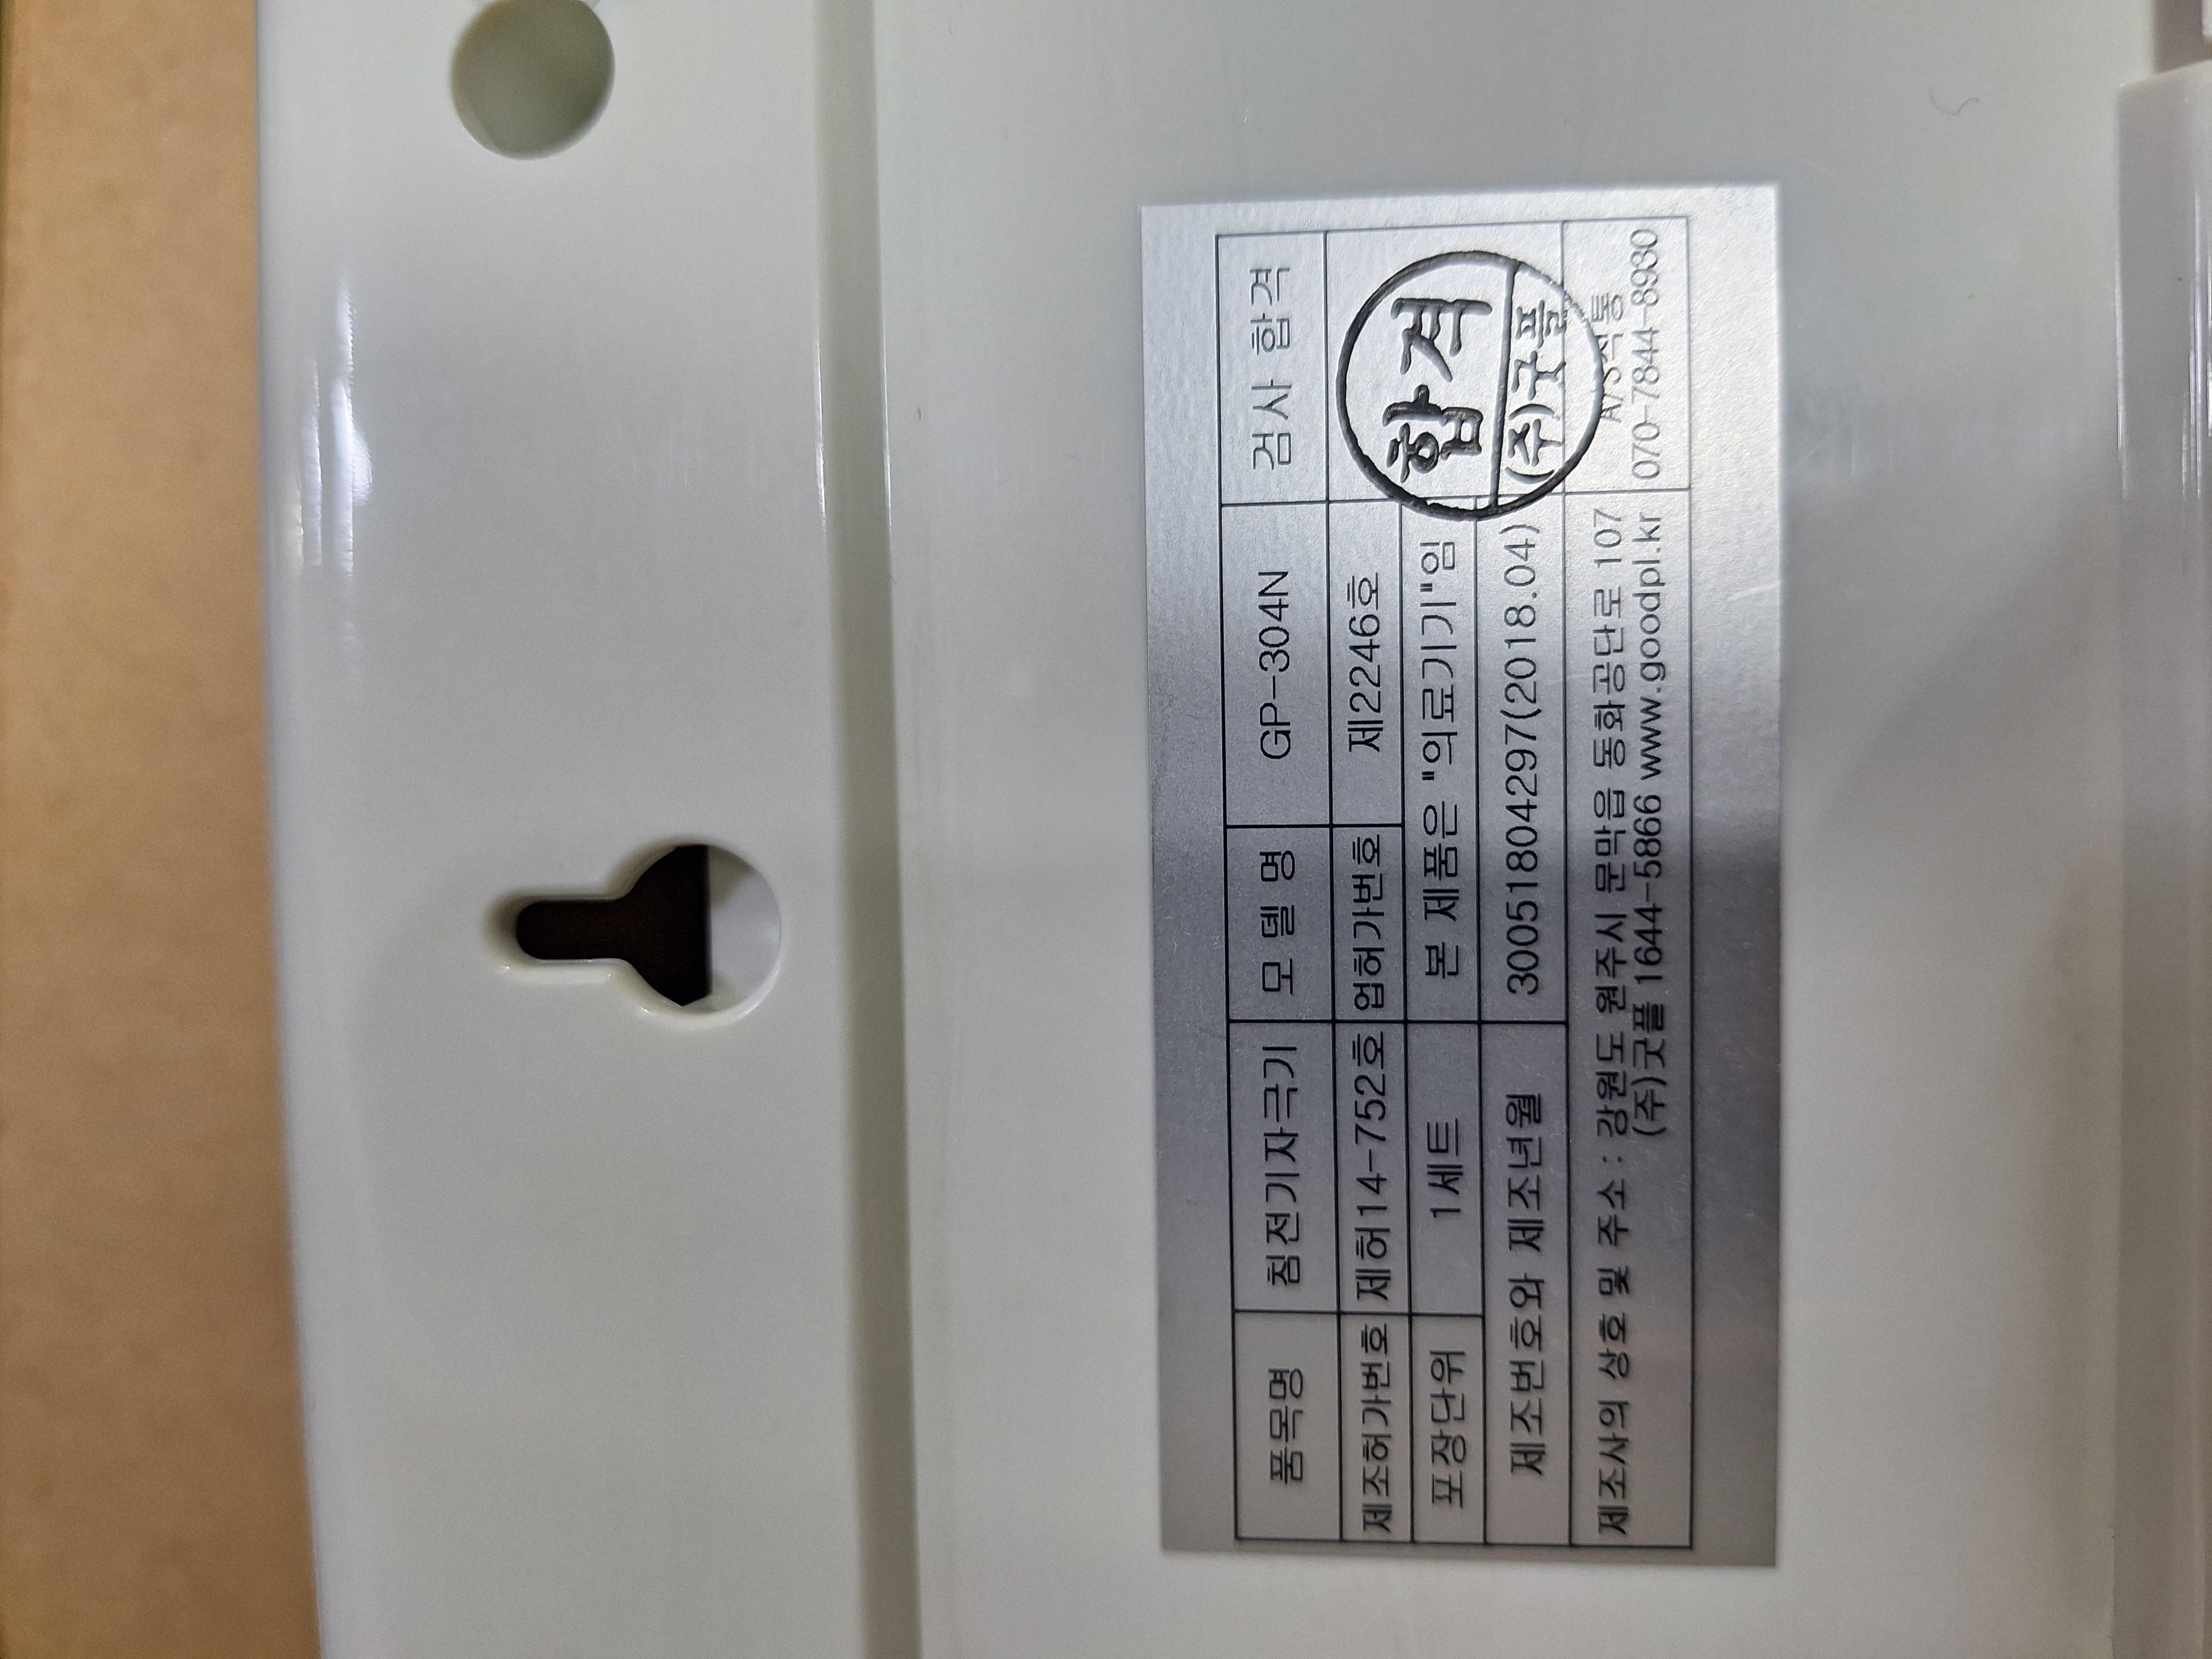 품목명 침전기자극기 모 델 명 GP-304N 검사 합격
제조허가번호 제허14-752호 업허가번호 제2246호
포장단위 1세트 본 제품은 "의료기기"임
제조번호와 제조년월 30051804297(2018.04)
합격
(주)굿플
제조사의 상호 및 주소 : 강원도 원주시 문막읍 동화공단로 107
(주)굿플 1644-5866 www.goodpl.kr
A/S직통
070-7844-8930